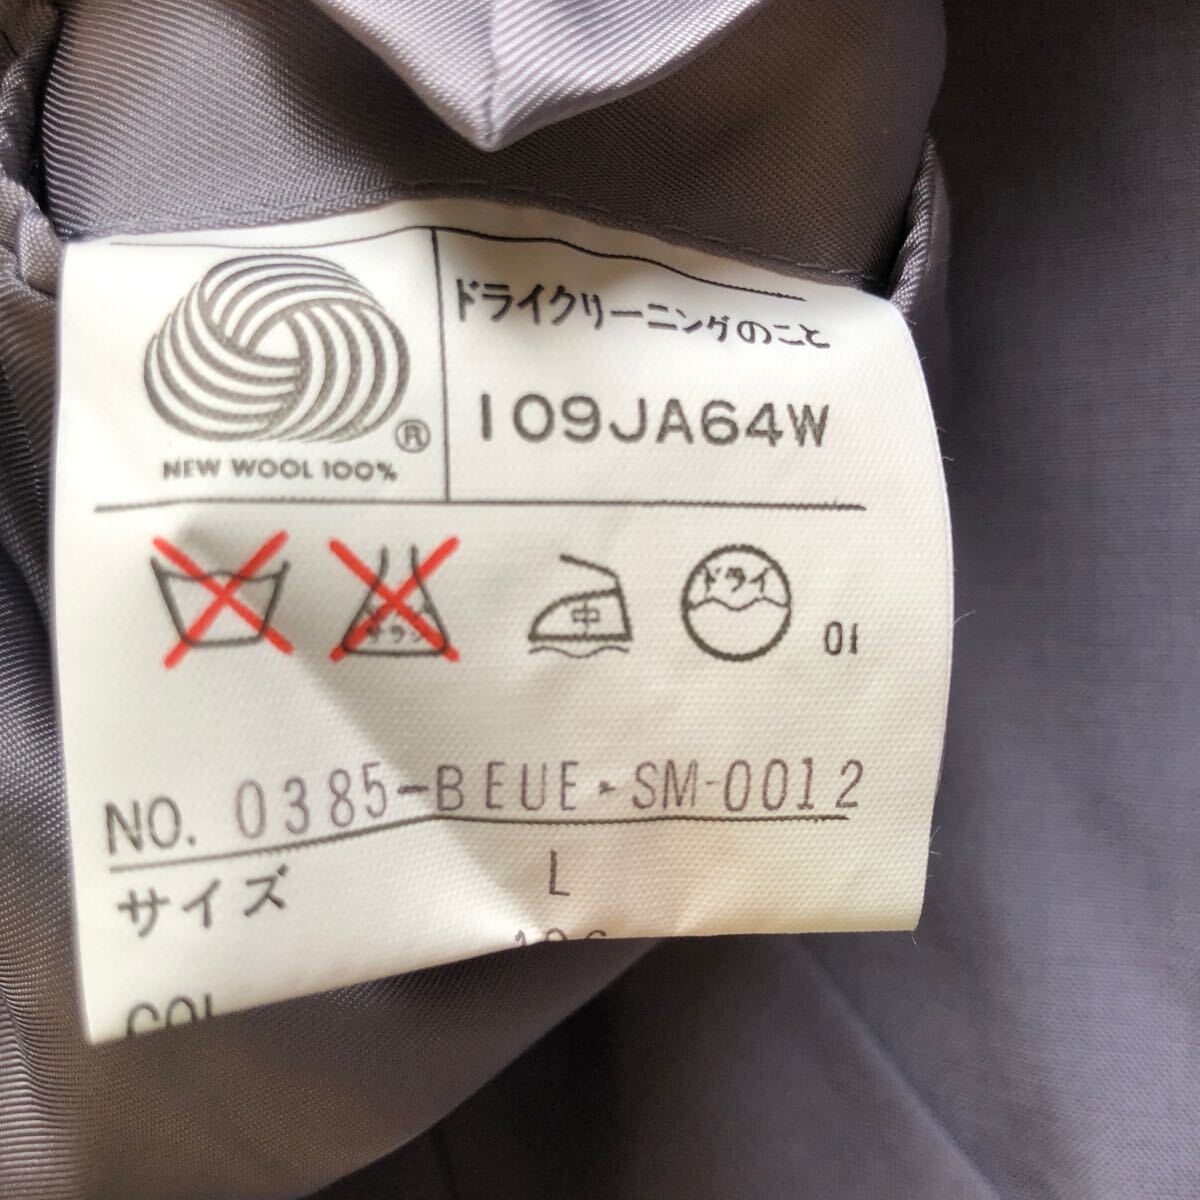 ドライクリーニングのこと
109JA64W
®
NEW WOOL 100%
サラシ
中
ドライ
01
NO. 0385-BEUE-SM-0012
サイズ L
COL